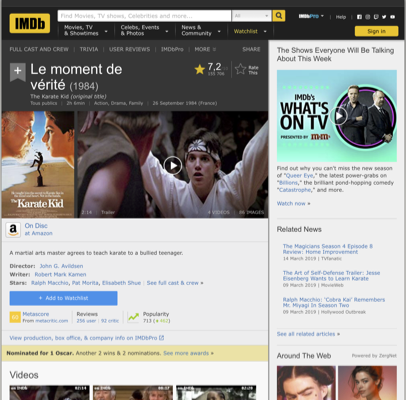 IMDb
Find Movies, TV shows, Celebrities and more...
All
IMDbPro
Help
Movies, TV
& Showtimes
Celebs, Events
& Photos
News &
Community
Watchlist
Sign in
FULL CAST AND CREW | TRIVIA | USER REVIEWS | IMDbPro | MORE
SHARE
Le moment de
vérité (1984)
The Karate Kid (original title)
Tous publics | 2h 6min | Action, Drama, Family | 26 September 1984 (France)
7,2
Rate
This
The Karate Kid
2:14 | Trailer
VIDEOS
IMAGES
On Disc
at Amazon
A martial arts master agrees to teach karate to a bullied teenager.
Director: John G. Avildsen
Writer: Robert Mark Kamen
Stars: Ralph Macchio, Pat Morita, Elisabeth Shue | See full cast & crew »
+ Add to Watchlist
Metascore
From metacritic.com
Reviews
256 user | 92 critic
Popularity
713
View production, box office, & company info on IMDbPro
Nominated for 1 Oscar. Another 2 wins & 2 nominations. See more awards »
Videos
The Shows Everyone Will Be Talking
About This Week
IMDb's
WHAT'S
ON TV
PRESENTED BY M&M'S
Find out why you can't miss the new season
of "Queer Eye," the latest power-grabs on
"Billions," the brilliant pond-hopping comedy
"Catastrophe," and more.
Watch now »
Related News
The Magicians Season 4 Episode 8
Review: Home Improvement
14 March 2019 | TVfanatic
The Art of Self-Defense Trailer: Jesse
Eisenberg Wants to Learn Karate
09 March 2019 | MovieWeb
Ralph Macchio: 'Cobra Kai' Remembers
Mr. Miyagi In Season Two
09 March 2019 | Hollywood Outbreak
See all related articles »
Around The Web
Powered by ZergNet